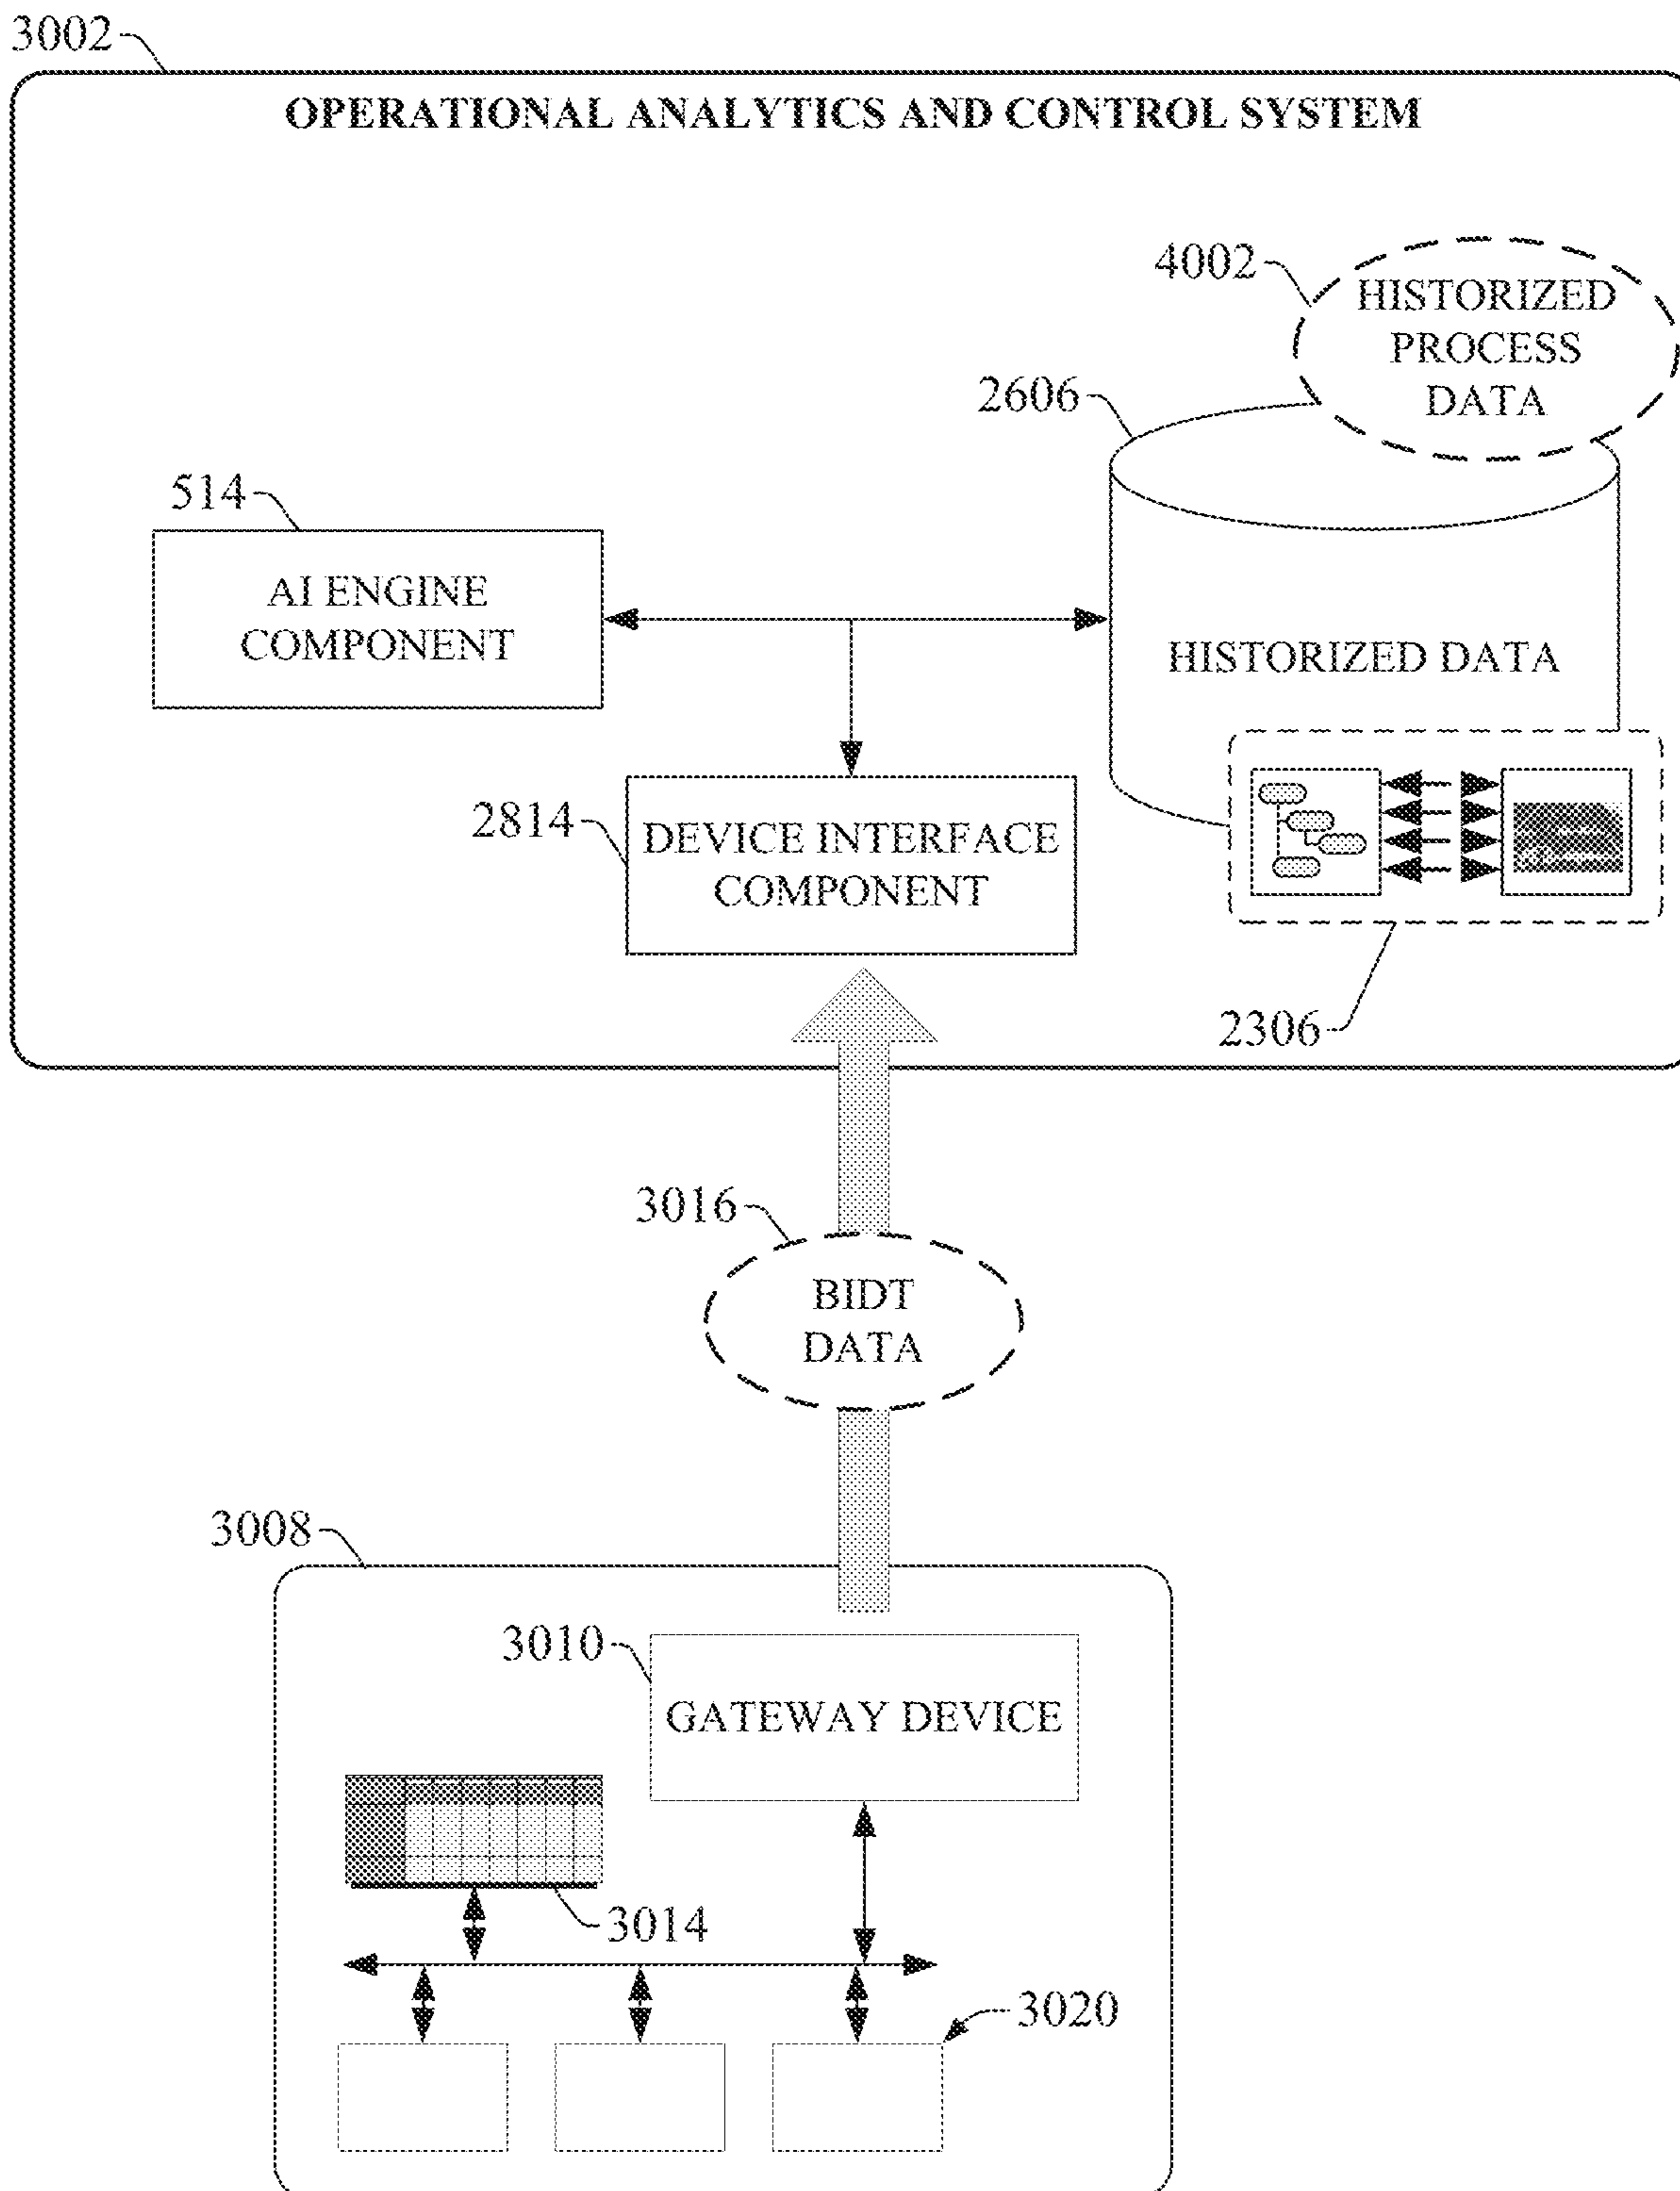 3002
OPERATIONAL ANALYTICS AND CONTROL SYSTEM
4002
HISTORIZED
PROCESS
DATA
2606
514
AI ENGINE
COMPONENT
HISTORIZED DATA
2814
DEVICE INTERFACE
COMPONENT
2306
3016
BIDT
DATA
3008
3010
GATEWAY DEVICE
3014
3020